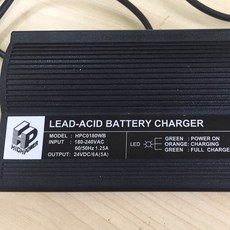 LEAD-ACID BATTERY CHARGER
MODEL : HPC0180WB
INPUT : 180-240VAC
60/50Hz 1.25A
OUTPUT: 24VDC/6A(5A)
LED
GREEN : POWER ON
ORANGE: CHARGING
GREEN : FULL CHARGE
HP